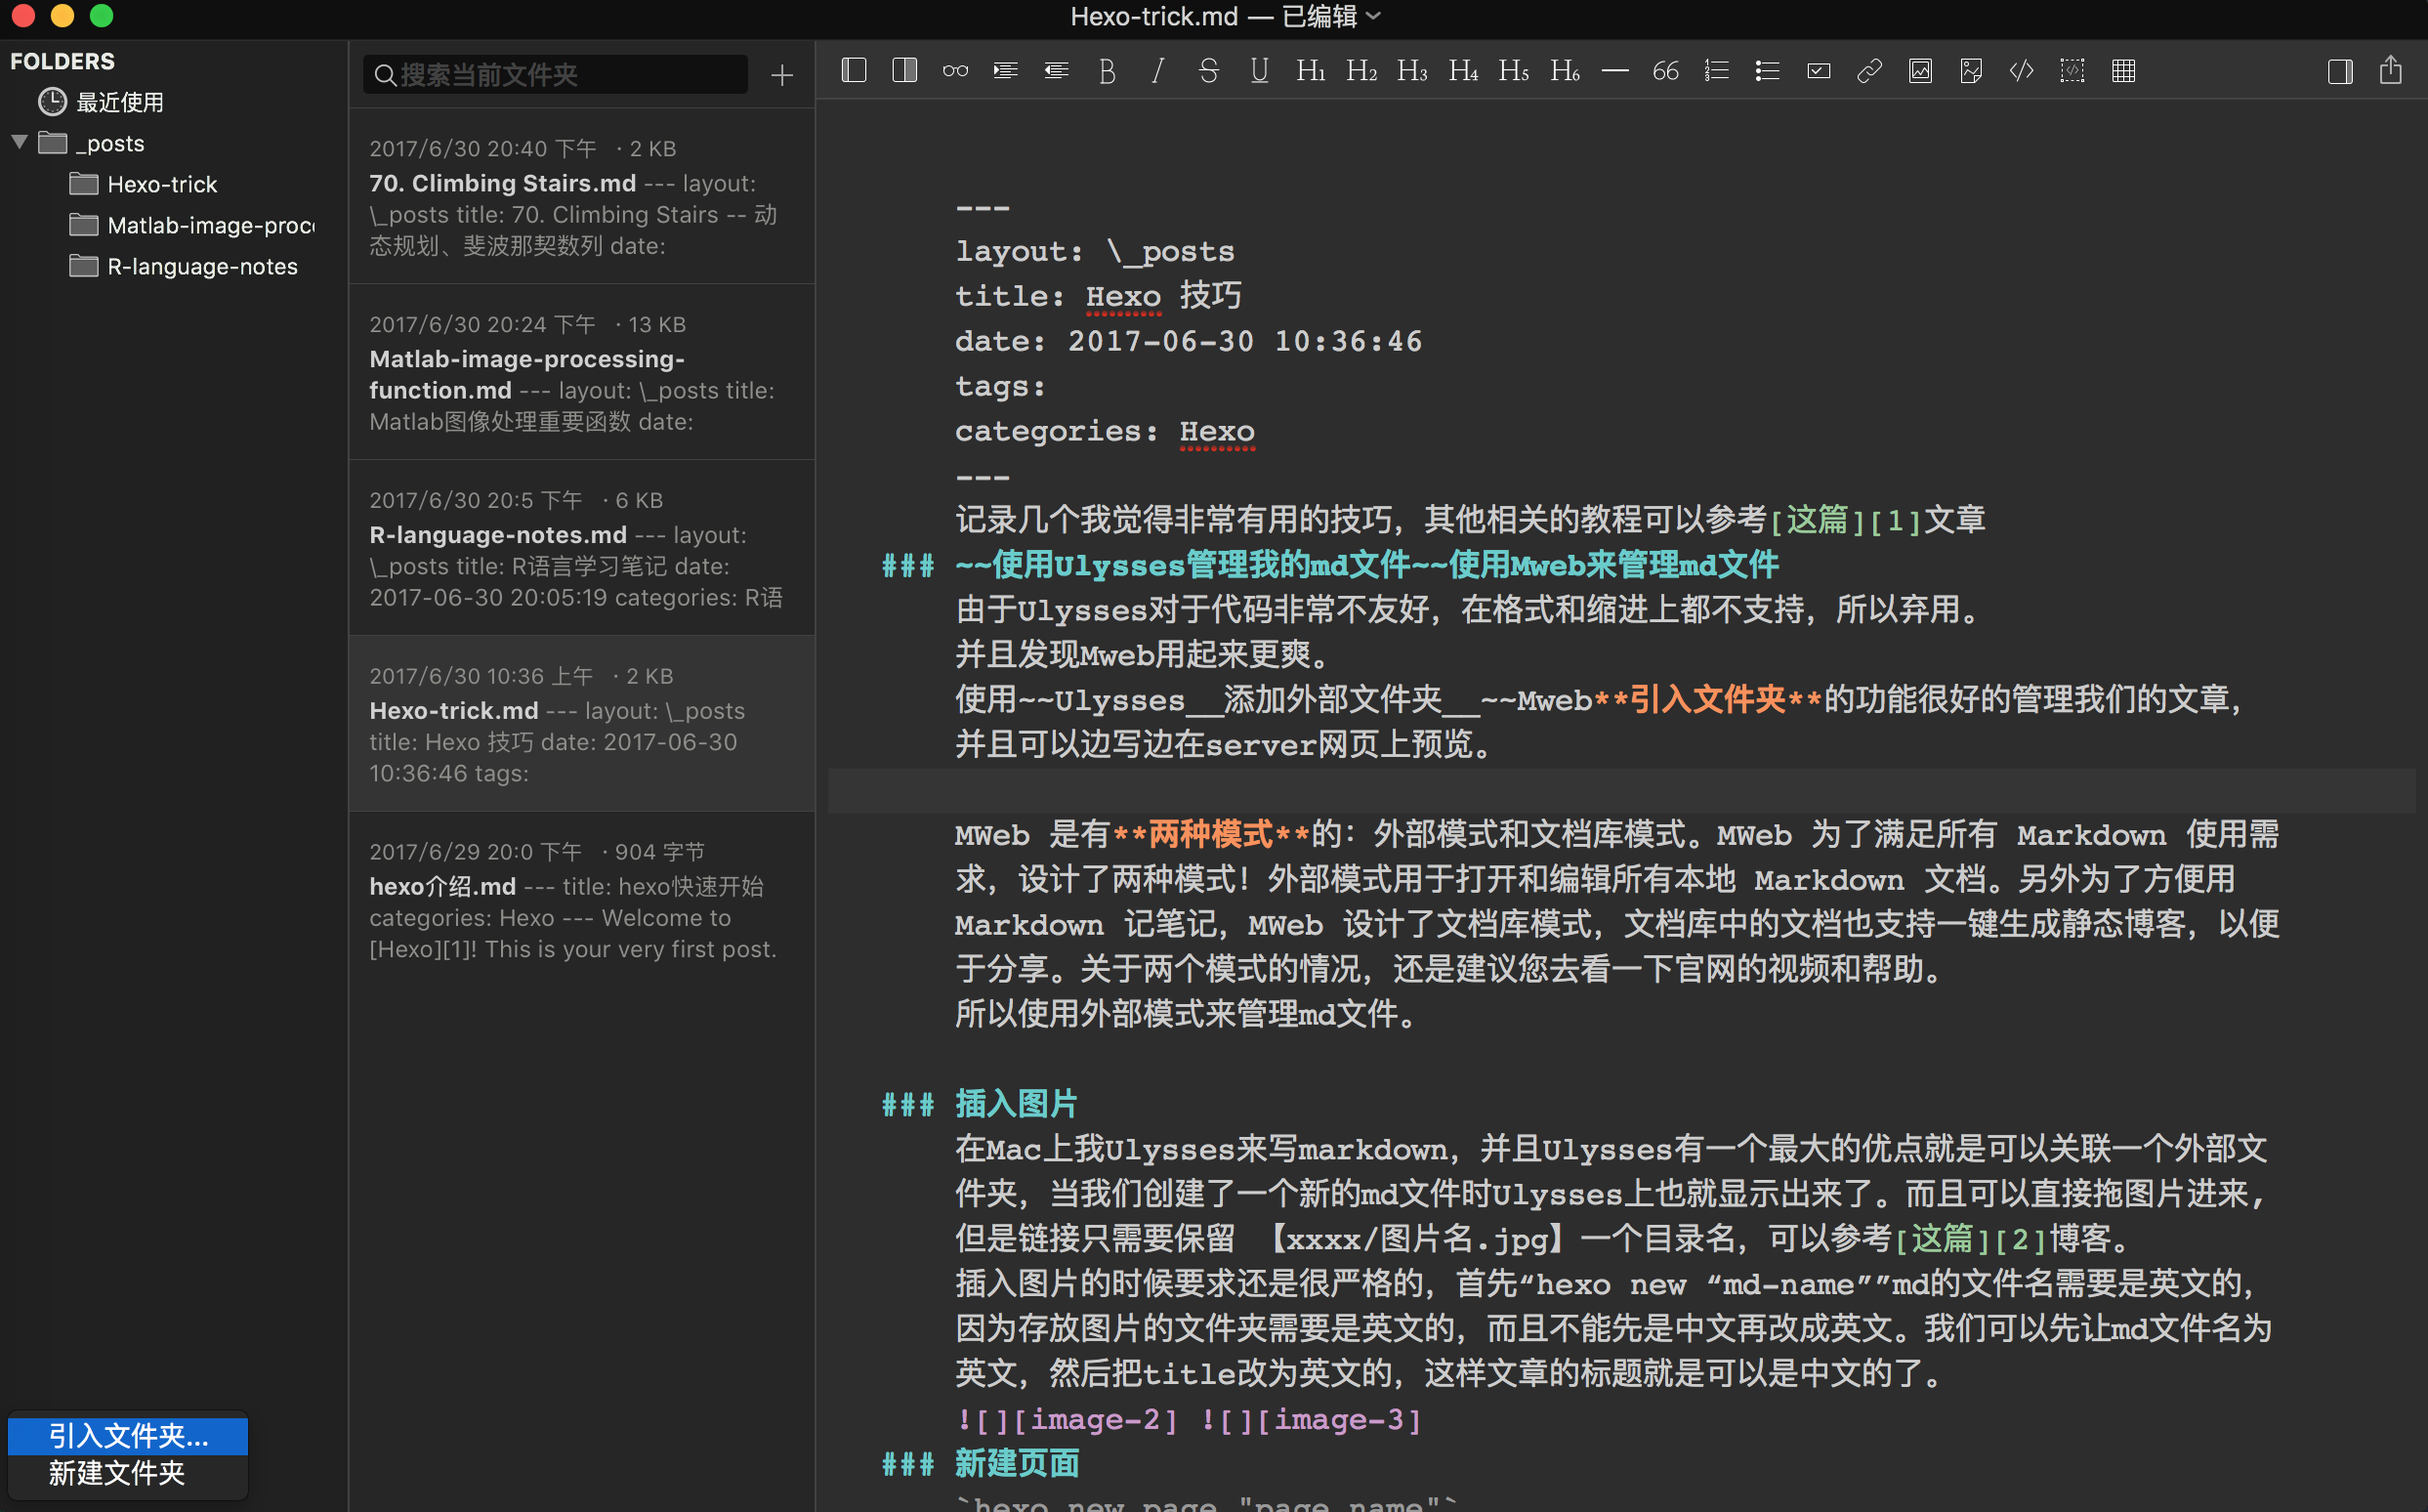 Hexo-trick.md — 已编辑
FOLDERS
最近使用
_posts
Hexo-trick
Matlab-image-proc
R-language-notes
引入文件夹...
新建文件夹
搜索当前文件夹
2017/6/30 20:40 下午 · 2 KB
70. Climbing Stairs.md --- layout:
\_posts title: 70. Climbing Stairs -- 动
态规划、斐波那契数列 date:
2017/6/30 20:24 下午 · 13 KB
Matlab-image-processing-
function.md --- layout: \_posts title:
Matlab图像处理重要函数 date:
2017/6/30 20:5 下午 · 6 KB
R-language-notes.md --- layout:
\_posts title: R语言学习笔记 date:
2017-06-30 20:05:19 categories: R语
2017/6/30 10:36 上午 · 2 KB
Hexo-trick.md --- layout: \_posts
title: Hexo 技巧 date: 2017-06-30
10:36:46 tags:
2017/6/29 20:0 下午 · 904 字节
hexo介绍.md --- title: hexo快速开始
categories: Hexo --- Welcome to
[Hexo][1]! This is your very first post.
B I S U H1 H2 H3 H4 H5 H6 — 66
---
layout: \_posts
title: Hexo 技巧
date: 2017-06-30 10:36:46
tags:
categories: Hexo
---
记录几个我觉得非常有用的技巧，其他相关的教程可以参考[这篇][1]文章
### ~~使用Ulysses管理我的md文件~~使用Mweb来管理md文件
由于Ulysses对于代码非常不友好，在格式和缩进上都不支持，所以弃用。
并且发现Mweb用起来更爽。
使用~~Ulysses__添加外部文件夹__~~Mweb**引入文件夹**的功能很好的管理我们的文章，
并且可以边写边在server网页上预览。
MWeb 是有**两种模式**的：外部模式和文档库模式。MWeb 为了满足所有 Markdown 使用需
求，设计了两种模式！外部模式用于打开和编辑所有本地 Markdown 文档。另外为了方便用
Markdown 记笔记，MWeb 设计了文档库模式，文档库中的文档也支持一键生成静态博客，以便
于分享。关于两个模式的情况，还是建议您去看一下官网的视频和帮助。
所以使用外部模式来管理md文件。
### 插入图片
在Mac上我Ulysses来写markdown，并且Ulysses有一个最大的优点就是可以关联一个外部文
件夹，当我们创建了一个新的md文件时Ulysses上也就显示出来了。而且可以直接拖图片进来,
但是链接只需要保留 【xxxx/图片名.jpg】一个目录名，可以参考[这篇][2]博客。
插入图片的时候要求还是很严格的，首先“hexo new “md-name””md的文件名需要是英文的，
因为存放图片的文件夹需要是英文的，而且不能先是中文再改成英文。我们可以先让md文件名为
英文，然后把title改为英文的，这样文章的标题就是可以是中文的了。
![][image-2] ![][image-3]
### 新建页面
`hexo new page "page name"`